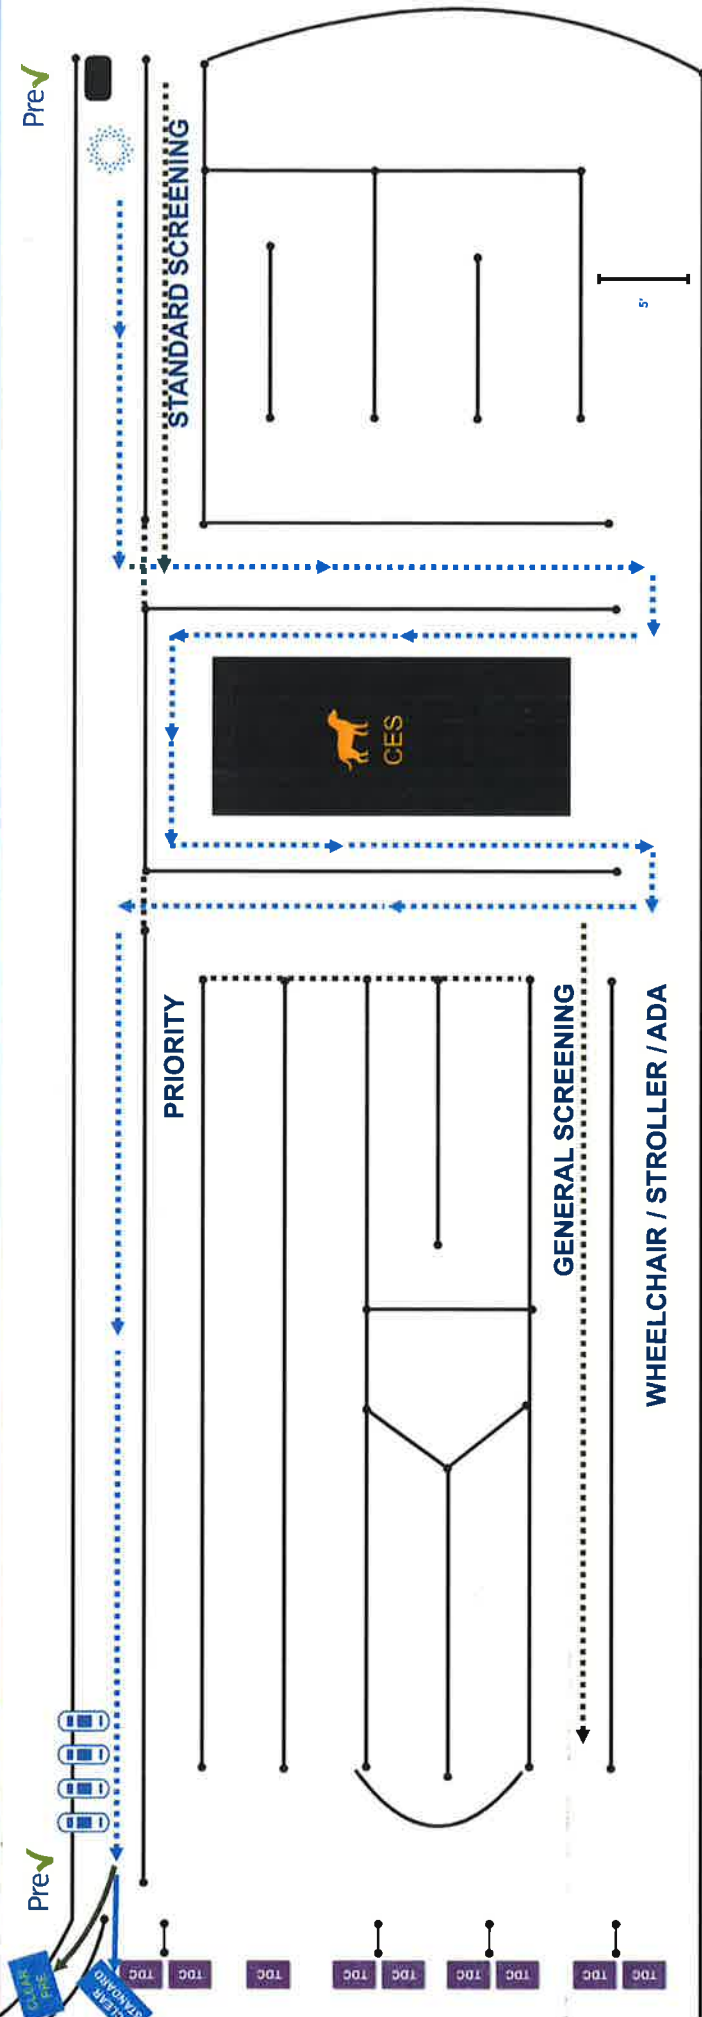 Pre
STANDARD SCREENING
5'
CES
PRIORITY
GENERAL SCREENING
WHEELCHAIR / STROLLER / ADA
Pre
CLEAR
PRE
CLEAR
STANDARD
TDC
TDC
TDC
TDC
TDC
TDC
TDC
TDC
TDC